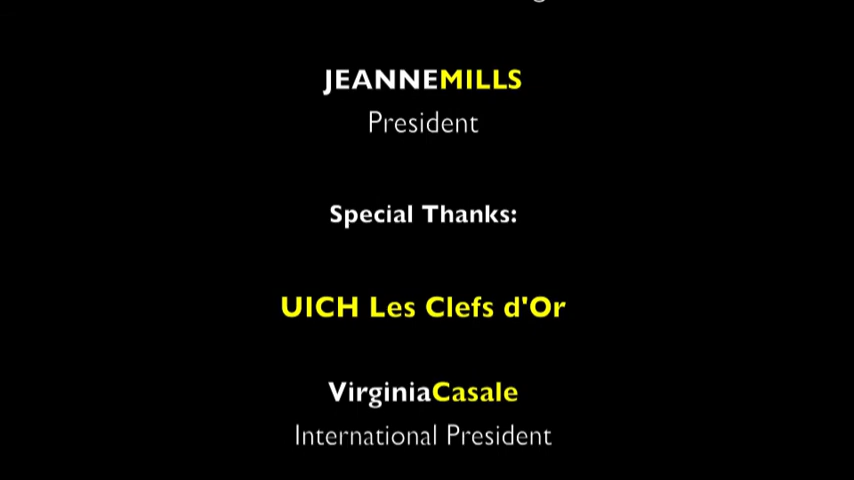 JEANNEMILLS
President
Special Thanks:
UICH Les Clefs d'Or
VirginiaCasale
International President